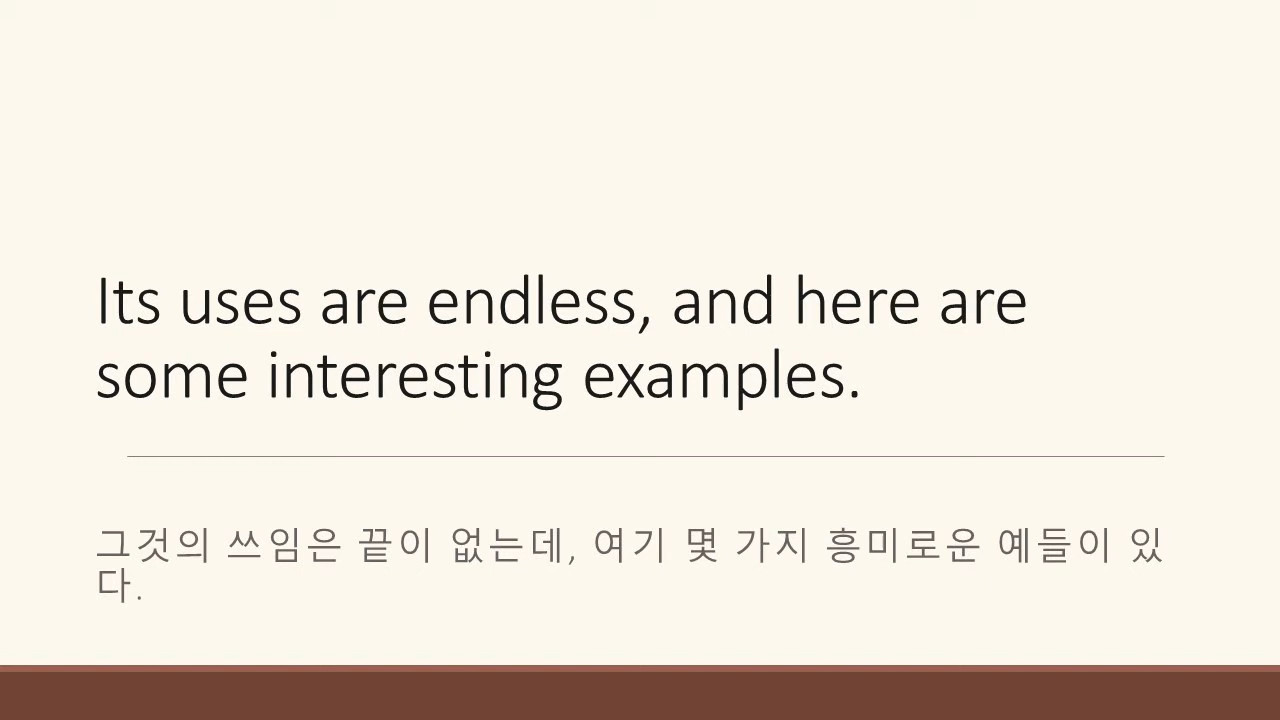 Its uses are endless, and here are
some interesting examples.
그것의 쓰임은 끝이 없는데, 여기 몇 가지 흥미로운 예들이 있
다.